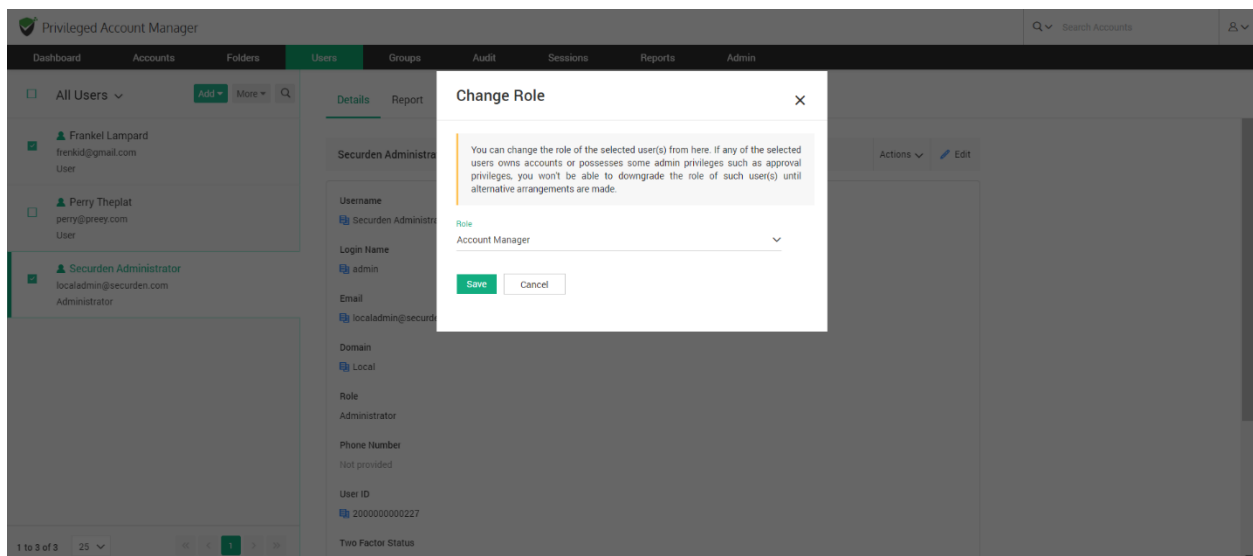 Privileged Account Manager
Search Accounts
Dashboard Accounts Folders Users Groups Audit Sessions Reports Admin
All Users
Add More
Frankel Lampard
frenkid@gmail.com
User
Perry Theplat
perry@preey.com
User
Securden Administrator
localadmin@securden.com
Administrator
1 to 3 of 3 25 1
Details Report
Securden Administra
Actions Edit
Username
Securden Administra
Login Name
admin
Email
localadmin@securde
Domain
Local
Role
Administrator
Phone Number
Not provided
User ID
2000000000227
Two Factor Status
Change Role
You can change the role of the selected user(s) from here. If any of the selected
users owns accounts or possesses some admin privileges such as approval
privileges, you won't be able to downgrade the role of such user(s) until
alternative arrangements are made.
Role
Account Manager
Save Cancel